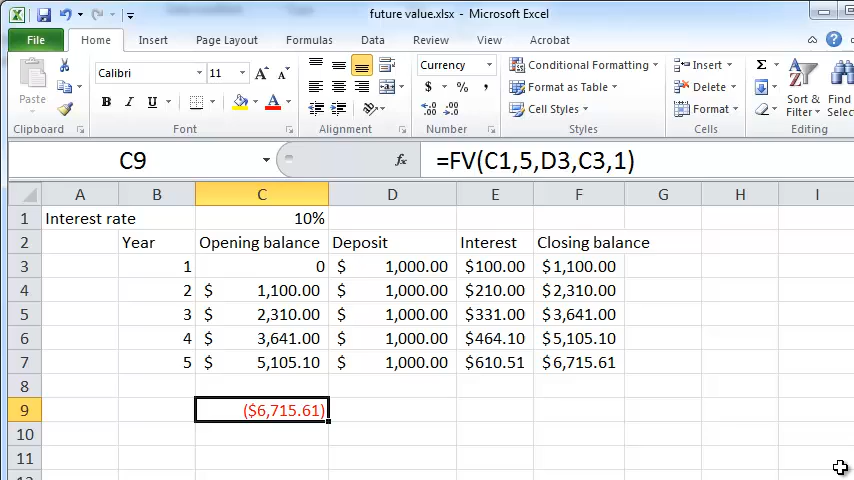 future value.xlsx - Microsoft Excel
File Home Insert Page Layout Formulas Data Review View Acrobat
Calibri 11 Currency Conditional Formatting Insert Σ
Paste B I U A $ % , Format as Table Delete Sort & Find
Cell Styles Format Filter
Clipboard Font Alignment Number Styles Cells Editing
C9 fx =FV(C1,5,D3,C3,1)
A B C D E F G H I
1 Interest rate 10%
2 Year Opening balance Deposit Interest Closing balance
3 1 0 $ 1,000.00 $100.00 $1,100.00
4 2 $ 1,100.00 $ 1,000.00 $210.00 $2,310.00
5 3 $ 2,310.00 $ 1,000.00 $331.00 $3,641.00
6 4 $ 3,641.00 $ 1,000.00 $464.10 $5,105.10
7 5 $ 5,105.10 $ 1,000.00 $610.51 $6,715.61
8
9 ($6,715.61)
10
11